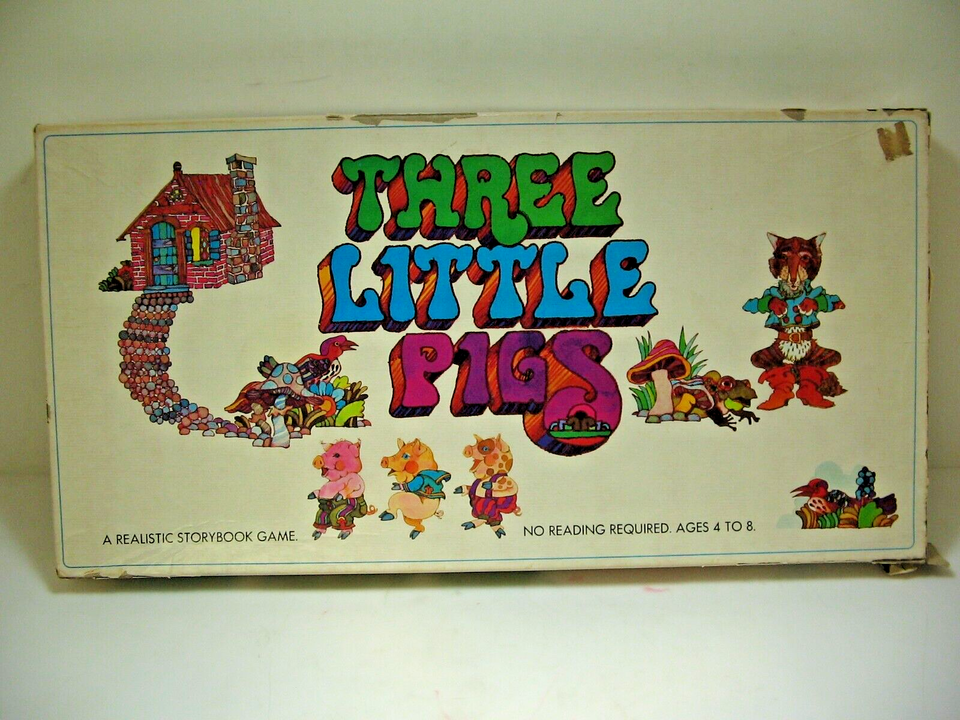 THREE
LITTLE
PIGS
A REALISTIC STORYBOOK GAME.
NO READING REQUIRED. AGES 4 TO 8.